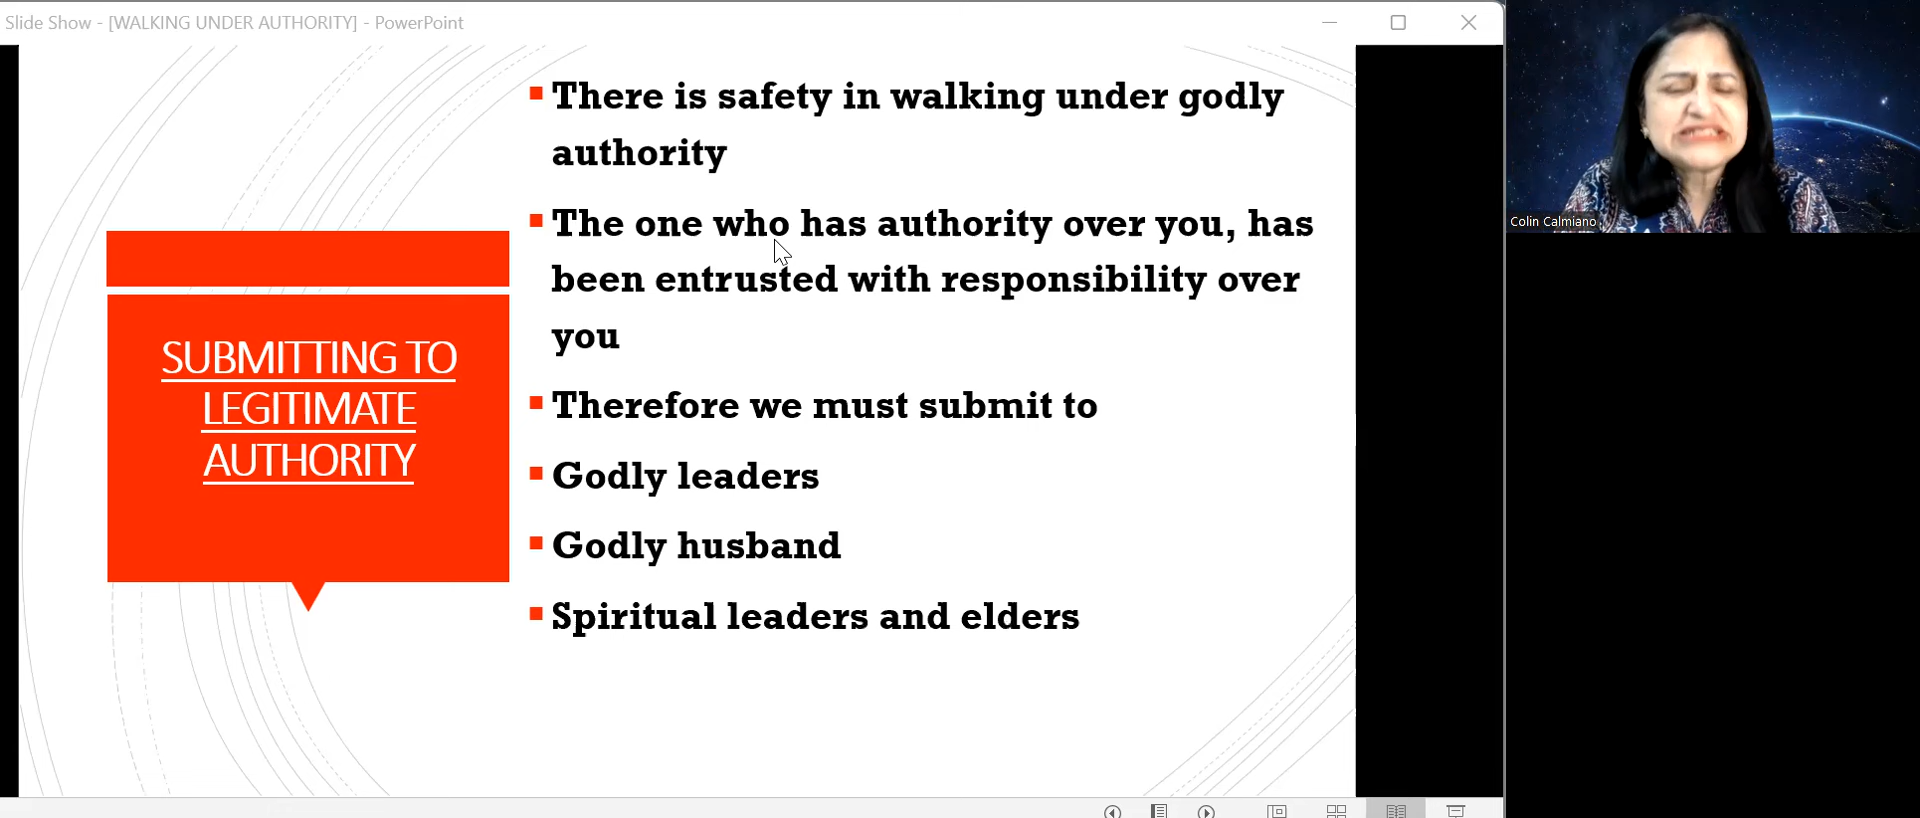 Slide Show - [WALKING UNDER AUTHORITY] - PowerPoint
SUBMITTING TO
LEGITIMATE
AUTHORITY
There is safety in walking under godly
authority
The one who has authority over you, has
been entrusted with responsibility over
you
Therefore we must submit to
Godly leaders
Godly husband
Spiritual leaders and elders
Colin Calmiano